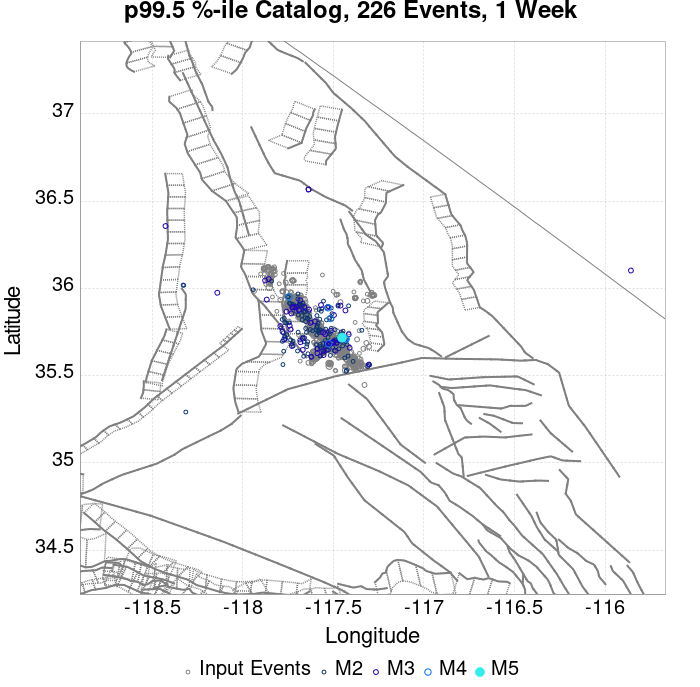 p99.5 %-ile Catalog, 226 Events, 1 Week
37
36.5
36
35.5
35
34.5
Latitude
-118.5 -118 -117.5 -117 -116.5 -116
Longitude
Input Events M2 M3 M4 M5